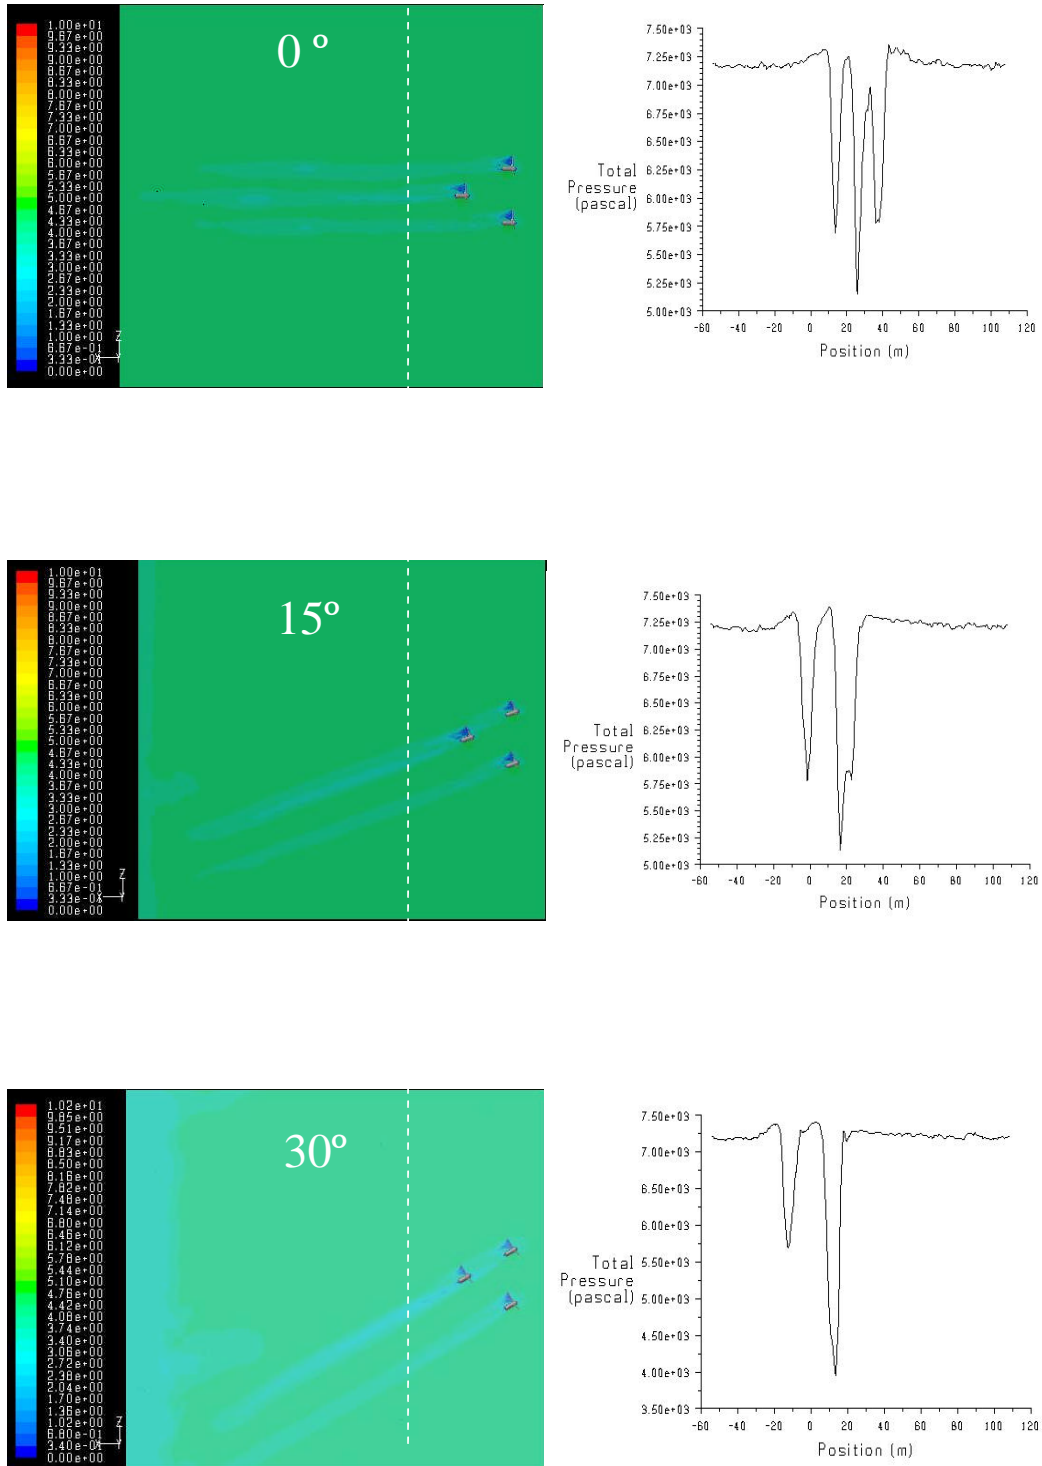 0 º
1.00e+01
9.67e+00
9.33e+00
9.00e+00
8.67e+00
8.33e+00
8.00e+00
7.67e+00
7.33e+00
7.00e+00
6.67e+00
6.33e+00
6.00e+00
5.67e+00
5.33e+00
5.00e+00
4.67e+00
4.33e+00
4.00e+00
3.67e+00
3.33e+00
3.00e+00
2.67e+00
2.33e+00
2.00e+00
1.67e+00
1.33e+00
1.00e+00
6.67e-01
3.33e-01
0.00e+00
Z
7.50e+03
7.25e+03
7.00e+03
6.75e+03
6.50e+03
6.25e+03
6.00e+03
5.75e+03
5.50e+03
5.25e+03
5.00e+03
Total
Pressure
(pascal)
-60 -40 -20 0 20 40 60 80 100 120
Position (m)
15º
1.00e+01
9.67e+00
9.33e+00
9.00e+00
8.67e+00
8.33e+00
8.00e+00
7.67e+00
7.33e+00
7.00e+00
6.67e+00
6.33e+00
6.00e+00
5.67e+00
5.33e+00
5.00e+00
4.67e+00
4.33e+00
4.00e+00
3.67e+00
3.33e+00
3.00e+00
2.67e+00
2.33e+00
2.00e+00
1.67e+00
1.33e+00
1.00e+00
6.67e-01
3.33e-01
0.00e+00
Z
7.50e+03
7.25e+03
7.00e+03
6.75e+03
6.50e+03
6.25e+03
6.00e+03
5.75e+03
5.50e+03
5.25e+03
5.00e+03
Total
Pressure
(pascal)
-60 -40 -20 0 20 40 60 80 100 120
Position (m)
30º
1.02e+01
9.85e+00
9.51e+00
9.17e+00
8.83e+00
8.50e+00
8.16e+00
7.82e+00
7.48e+00
7.14e+00
6.80e+00
6.46e+00
6.12e+00
5.78e+00
5.44e+00
5.10e+00
4.76e+00
4.42e+00
4.08e+00
3.74e+00
3.40e+00
3.06e+00
2.72e+00
2.38e+00
2.04e+00
1.70e+00
1.36e+00
1.02e+00
6.80e-01
3.40e-01
0.00e+00
Z
7.50e+03
7.00e+03
6.50e+03
6.00e+03
5.50e+03
5.00e+03
4.50e+03
4.00e+03
3.50e+03
Total
Pressure
(pascal)
-60 -40 -20 0 20 40 60 80 100 120
Position (m)